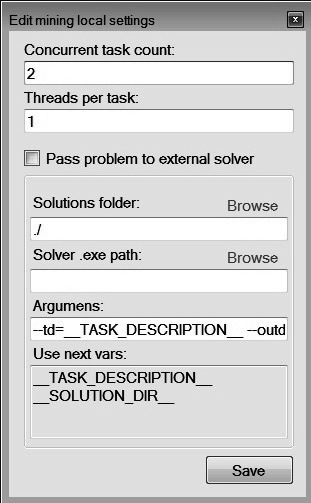 Edit mining local settings
Concurrent task count:
2
Threads per task:
1
Pass problem to external solver
Solutions folder: Browse
./
Solver .exe path: Browse
Argumens:
--td=__TASK_DESCRIPTION__ --outd
Use next vars:
__TASK_DESCRIPTION__
__SOLUTION_DIR__
Save